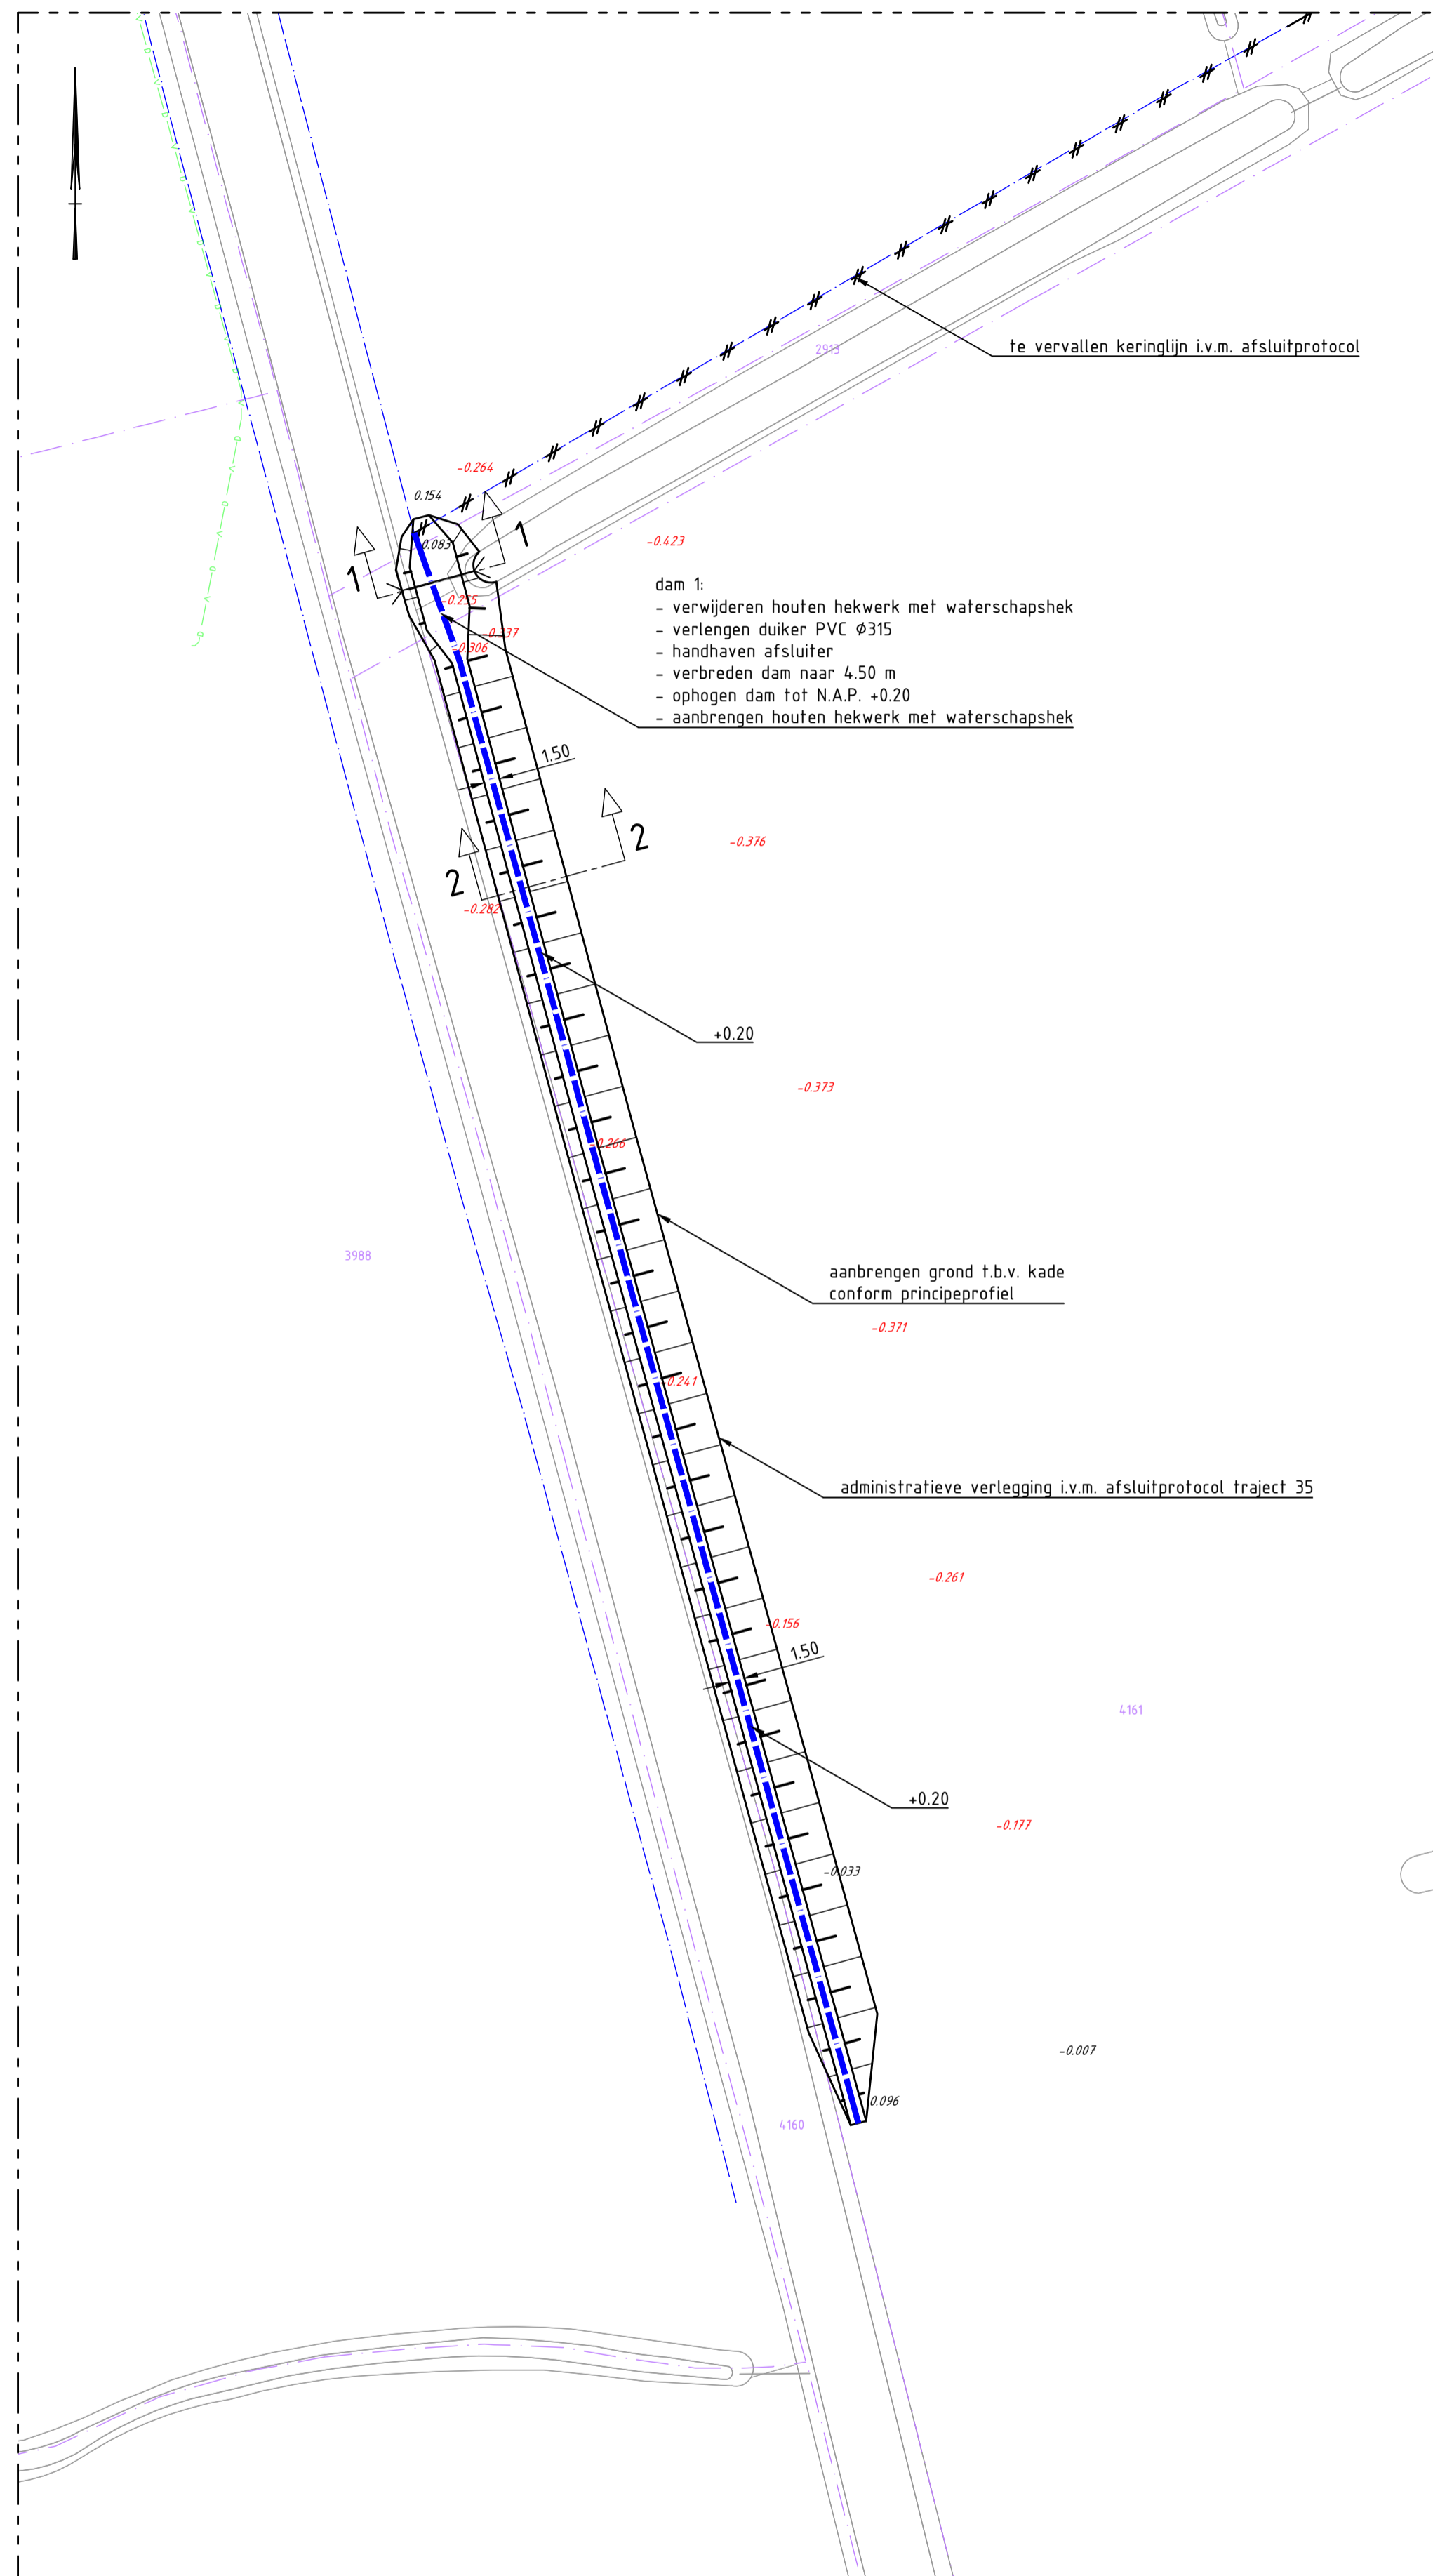 te vervallen keringlijn i.v.m. afsluitprotocol
2913
-0.264
0.154
1
-0.423
0.083
1
dam 1:
- verwijderen houten hekwerk met waterschapshek
- verlengen duiker PVC Ø315
- handhaven afsluiter
- verbreden dam naar 4.50 m
- ophogen dam tot N.A.P. +0.20
- aanbrengen houten hekwerk met waterschapshek
-0.255
-0.337
-0.306
1.50
2
-0.376
2
-0.282
+0.20
-0.373
-0.266
3988
aanbrengen grond t.b.v. kade
conform principeprofiel
-0.371
-0.241
administratieve verlegging i.v.m. afsluitprotocol traject 35
-0.261
-0.156
1.50
4161
+0.20
-0.177
-0.033
-0.007
0.096
4160